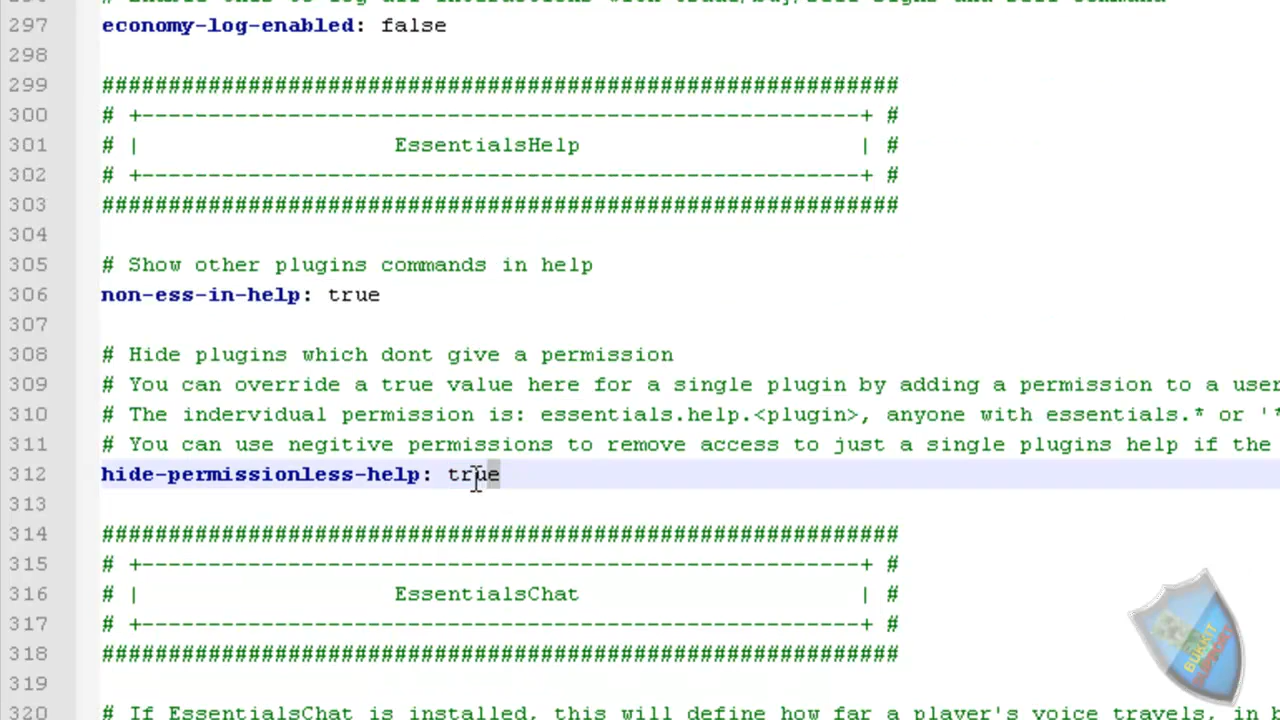 297 economy-log-enabled: false
298
299 ############################################################
300 # +------------------------------------------------------+ #
301 # | EssentialsHelp | #
302 # +------------------------------------------------------+ #
303 ############################################################
304
305 # Show other plugins commands in help
306 non-ess-in-help: true
307
308 # Hide plugins which dont give a permission
309 # You can override a true value here for a single plugin by adding a permission to a user
310 # The indervidual permission is: essentials.help.<plugin>, anyone with essentials.* or '*
311 # You can use negitive permissions to remove access to just a single plugins help if the
312 hide-permissionless-help: true
313
314 ############################################################
315 # +------------------------------------------------------+ #
316 # | EssentialsChat | #
317 # +------------------------------------------------------+ #
318 ############################################################
319
320 # If EssentialsChat is installed, this will define how far a player's voice travels, in b
BUKKIT